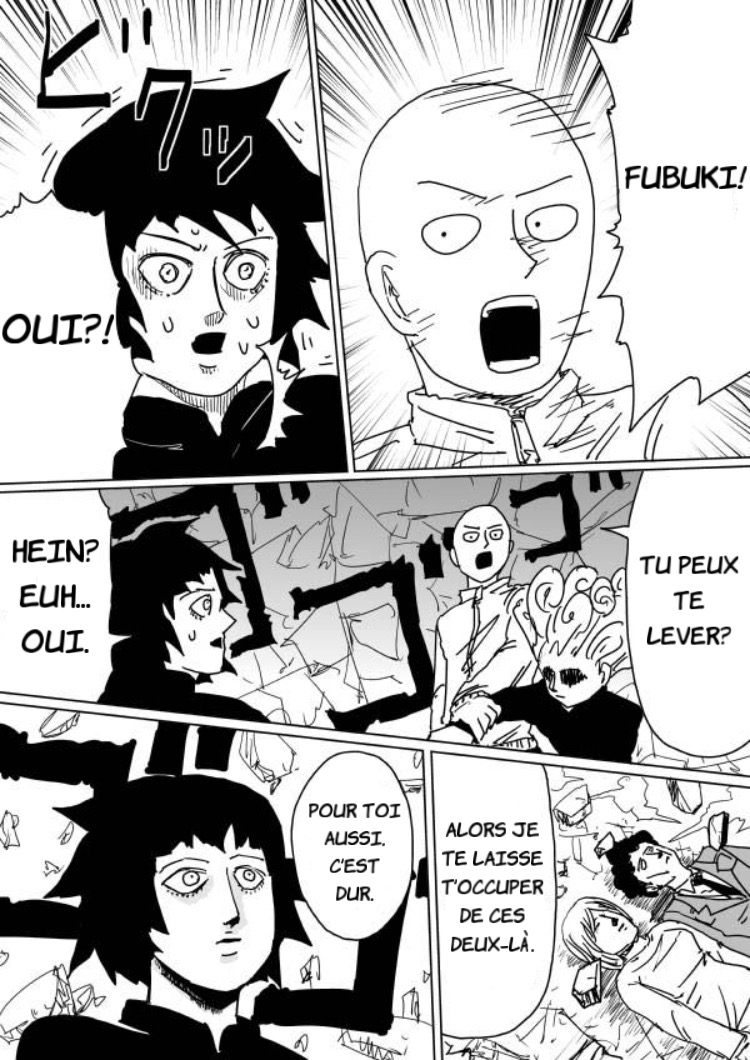 FUBUKI!
ビクッ
OUI?!
TU PEUX
TE
LEVER?
HEIN?
EUH...
OUI.
ALORS JE
TE LAISSE
T'OCCUPER
DE CES
DEUX-LÀ.
POUR TOI
AUSSI,
C'EST
DUR.